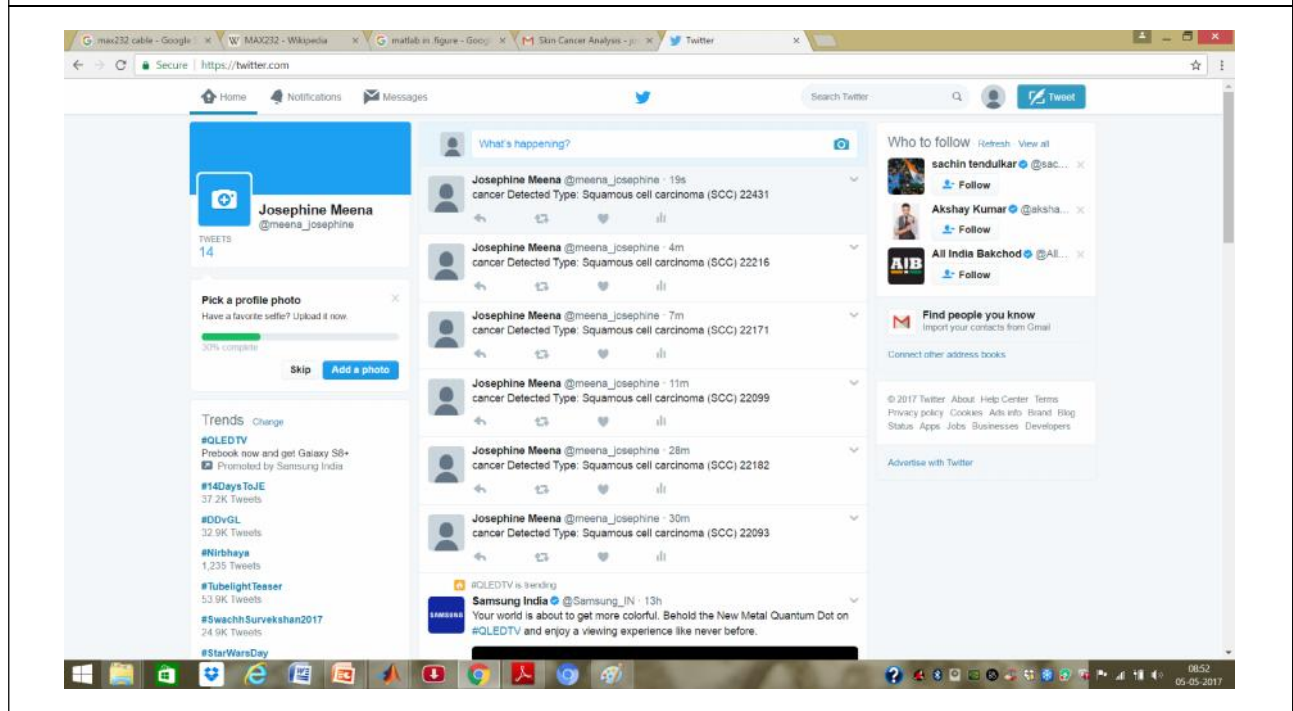 max232 cable - Google
MAX232 - Wikipedia
matlab in .figure - Goog
Skin Cancer Analysis -
Twitter
Secure
https://twitter.com
Home
Notifications
Messages
Search Twitter
Tweet
Josephine Meena
@meena_josephine
TWEETS
14
Pick a profile photo
Have a favorite selfie? Upload it now.
30% complete
Skip
Add a photo
Trends Change
#QLEDTV
Prebook now and get Galaxy S8+
Promoted by Samsung India
#14DaysToJE
37.2K Tweets
#DDvGL
32.9K Tweets
#Nirbhaya
1,235 Tweets
#TubelightTeaser
53.9K Tweets
#SwachhSurvekshan2017
24.9K Tweets
#StarWarsDay
What's happening?
Josephine Meena @meena_josephine · 19s
cancer Detected Type: Squamous cell carcinoma (SCC) 22431
Josephine Meena @meena_josephine · 4m
cancer Detected Type: Squamous cell carcinoma (SCC) 22216
Josephine Meena @meena_josephine · 7m
cancer Detected Type: Squamous cell carcinoma (SCC) 22171
Josephine Meena @meena_josephine · 11m
cancer Detected Type: Squamous cell carcinoma (SCC) 22099
Josephine Meena @meena_josephine · 28m
cancer Detected Type: Squamous cell carcinoma (SCC) 22182
Josephine Meena @meena_josephine · 30m
cancer Detected Type: Squamous cell carcinoma (SCC) 22093
#QLEDTV is trending
SAMSUNG
Samsung India @Samsung_IN · 13h
Your world is about to get more colorful. Behold the New Metal Quantum Dot on
#QLEDTV and enjoy a viewing experience like never before.
Who to follow · Refresh · View all
sachin tendulkar @sac...
Follow
Akshay Kumar @aksha...
Follow
A!B
All India Bakchod @All...
Follow
Find people you know
Import your contacts from Gmail
Connect other address books
© 2017 Twitter About Help Center Terms
Privacy policy Cookies Ads info Brand Blog
Status Apps Jobs Businesses Developers
Advertise with Twitter
08:52
05-05-2017